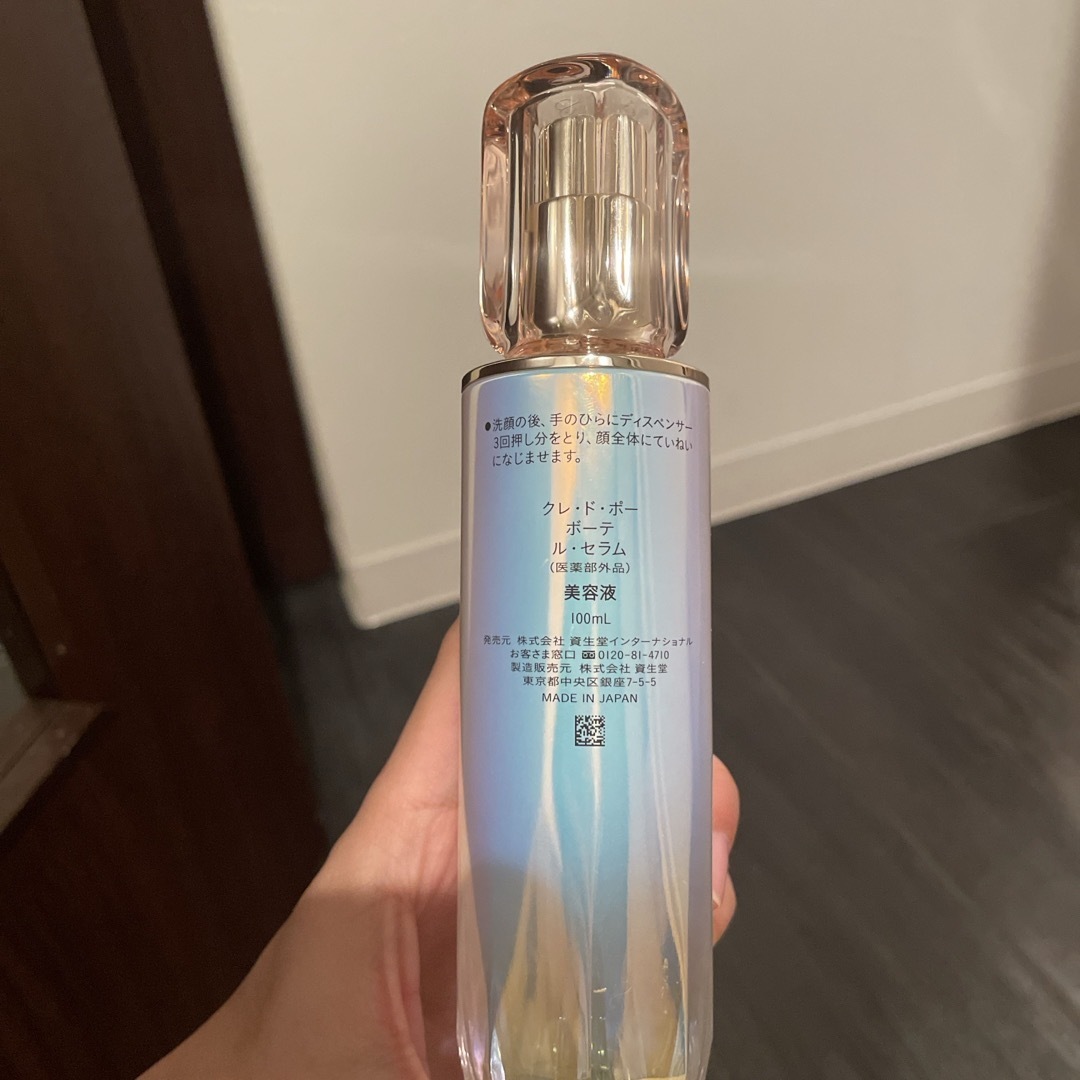 ●洗顔の後、手のひらにディスペンサー
3回押し分をとり、顔全体にていねい
になじませます。
クレ・ド・ポー
ボーテ
ル・セラム
（医薬部外品）
美容液
100mL
発売元 株式会社 資生堂インターナショナル
お客さま窓口 0120-81-4710
製造販売元 株式会社 資生堂
東京都中央区銀座7-5-5
MADE IN JAPAN